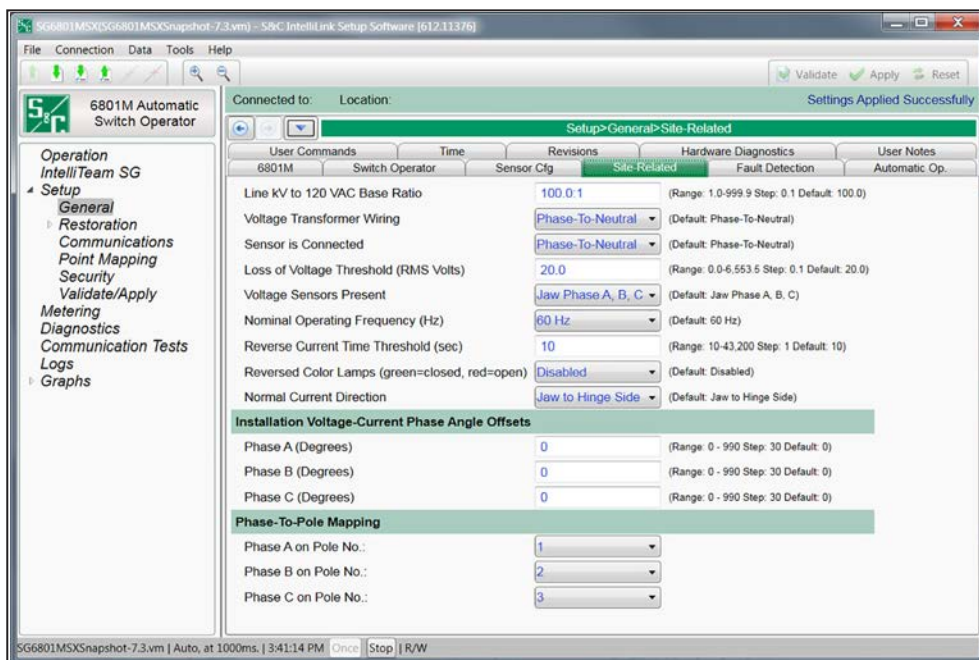 SG6801MSX(SG6801MSXSnapshot-7.3.vm) - S&C IntelliLink Setup Software [612.11376]
File Connection Data Tools Help
Validate Apply Reset
S&C
6801M Automatic
Switch Operator
Connected to: Location: Settings Applied Successfully
Setup>General>Site-Related
User Commands Time Revisions Hardware Diagnostics User Notes
6801M Switch Operator Sensor Cfg Site-Related Fault Detection Automatic Op.
Operation
IntelliTeam SG
Setup
General
Restoration
Communications
Point Mapping
Security
Validate/Apply
Metering
Diagnostics
Communication Tests
Logs
Graphs
Line kV to 120 VAC Base Ratio 100.0:1 (Range: 1.0-999.9 Step: 0.1 Default: 100.0)
Voltage Transformer Wiring Phase-To-Neutral (Default: Phase-To-Neutral)
Sensor is Connected Phase-To-Neutral (Default: Phase-To-Neutral)
Loss of Voltage Threshold (RMS Volts) 20.0 (Range: 0.0-6,553.5 Step: 0.1 Default: 20.0)
Voltage Sensors Present Jaw Phase A, B, C (Default: Jaw Phase A, B, C)
Nominal Operating Frequency (Hz) 60 Hz (Default: 60 Hz)
Reverse Current Time Threshold (sec) 10 (Range: 10-43,200 Step: 1 Default: 10)
Reversed Color Lamps (green=closed, red=open) Disabled (Default: Disabled)
Normal Current Direction Jaw to Hinge Side (Default: Jaw to Hinge Side)
Installation Voltage-Current Phase Angle Offsets
Phase A (Degrees) 0 (Range: 0 - 990 Step: 30 Default: 0)
Phase B (Degrees) 0 (Range: 0 - 990 Step: 30 Default: 0)
Phase C (Degrees) 0 (Range: 0 - 990 Step: 30 Default: 0)
Phase-To-Pole Mapping
Phase A on Pole No.: 1
Phase B on Pole No.: 2
Phase C on Pole No.: 3
SG6801MSXSnapshot-7.3.vm | Auto, at 1000ms. | 3:41:14 PM Once Stop | R/W